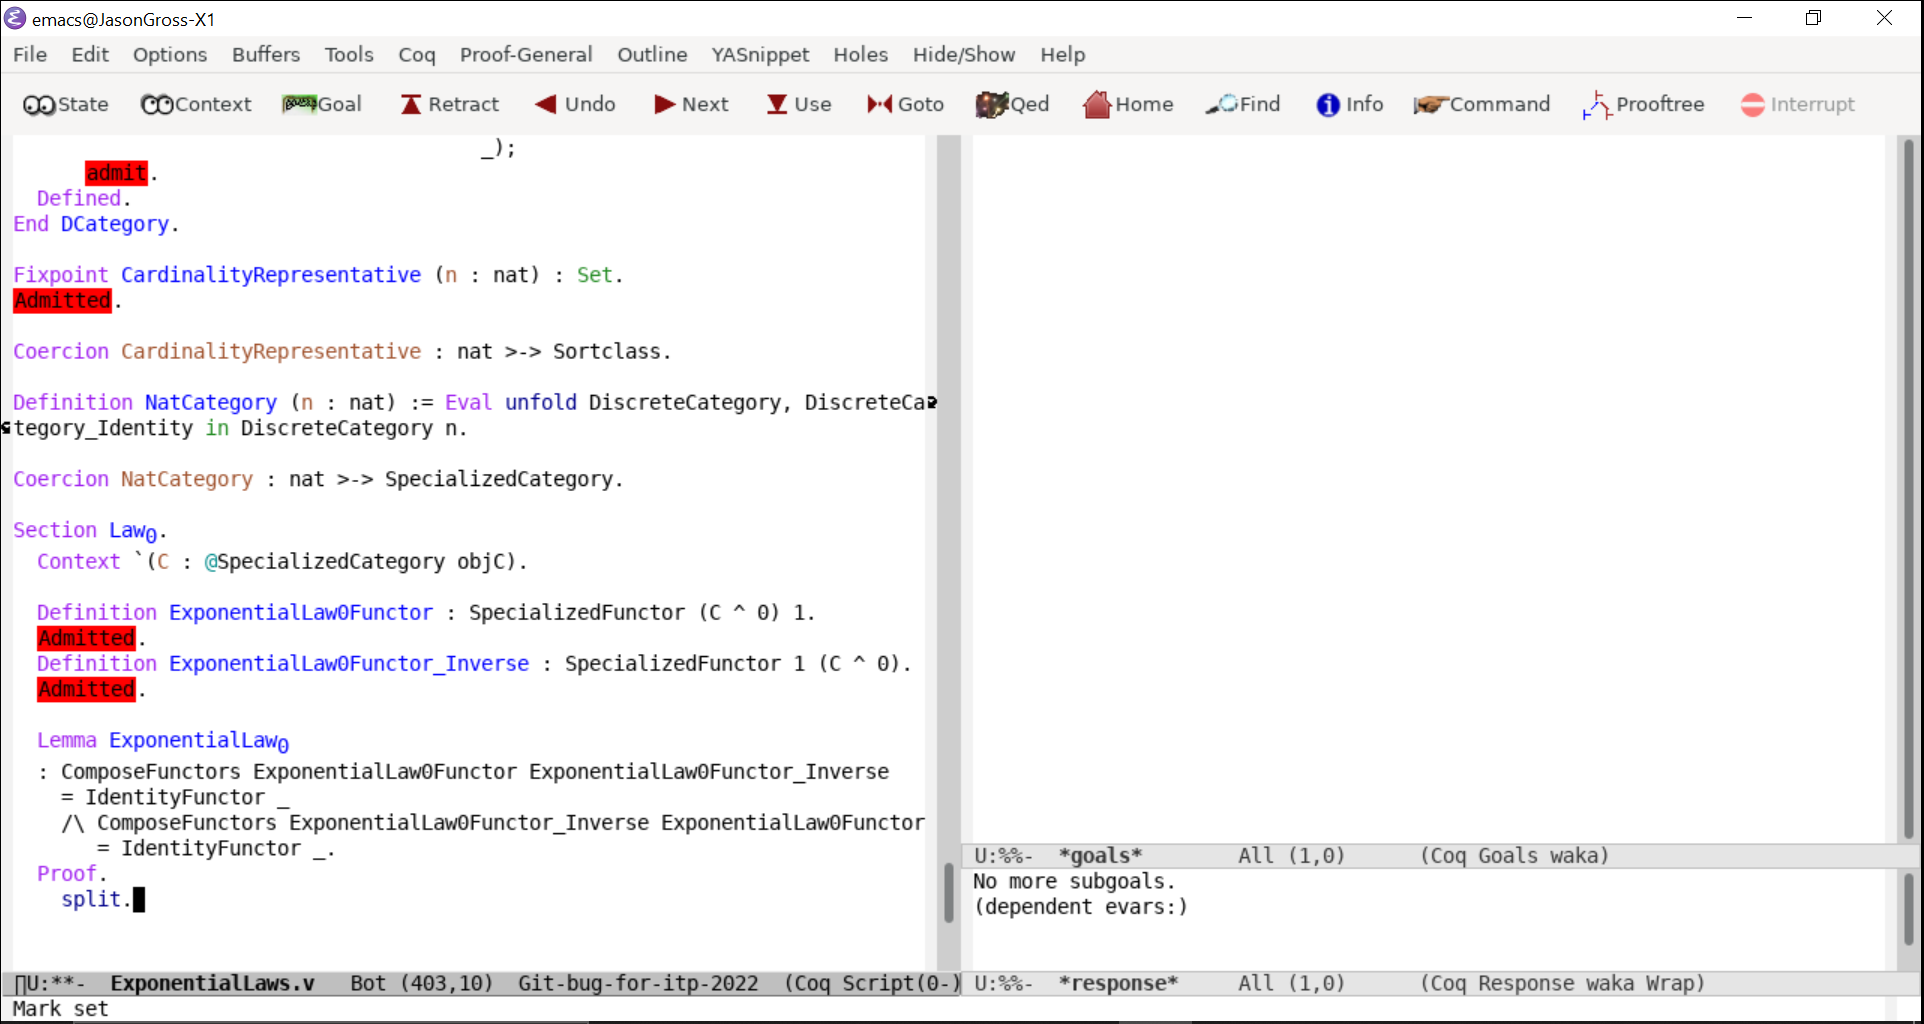 emacs@JasonGross-X1
File Edit Options Buffers Tools Coq Proof-General Outline YASnippet Holes Hide/Show Help
State Context Goal Retract Undo Next Use Goto Qed Home Find Info Command Prooftree Interrupt
_);
admit.
Defined.
End DCategory.
Fixpoint CardinalityRepresentative (n : nat) : Set.
Admitted.
Coercion CardinalityRepresentative : nat >-> Sortclass.
Definition NatCategory (n : nat) := Eval unfold DiscreteCategory, DiscreteCa
tegory_Identity in DiscreteCategory n.
Coercion NatCategory : nat >-> SpecializedCategory.
Section Law₀.
Context `(C : @SpecializedCategory objC).
Definition ExponentialLaw0Functor : SpecializedFunctor (C ^ 0) 1.
Admitted.
Definition ExponentialLaw0Functor_Inverse : SpecializedFunctor 1 (C ^ 0).
Admitted.
Lemma ExponentialLaw₀
: ComposeFunctors ExponentialLaw0Functor ExponentialLaw0Functor_Inverse
= IdentityFunctor _
/\ ComposeFunctors ExponentialLaw0Functor_Inverse ExponentialLaw0Functor
= IdentityFunctor _.
Proof.
split.
U:**- ExponentialLaws.v Bot (403,10) Git-bug-for-itp-2022 (Coq Script(0-)
Mark set
U:%%- *goals* All (1,0) (Coq Goals waka)
No more subgoals.
(dependent evars:)
U:%%- *response* All (1,0) (Coq Response waka Wrap)